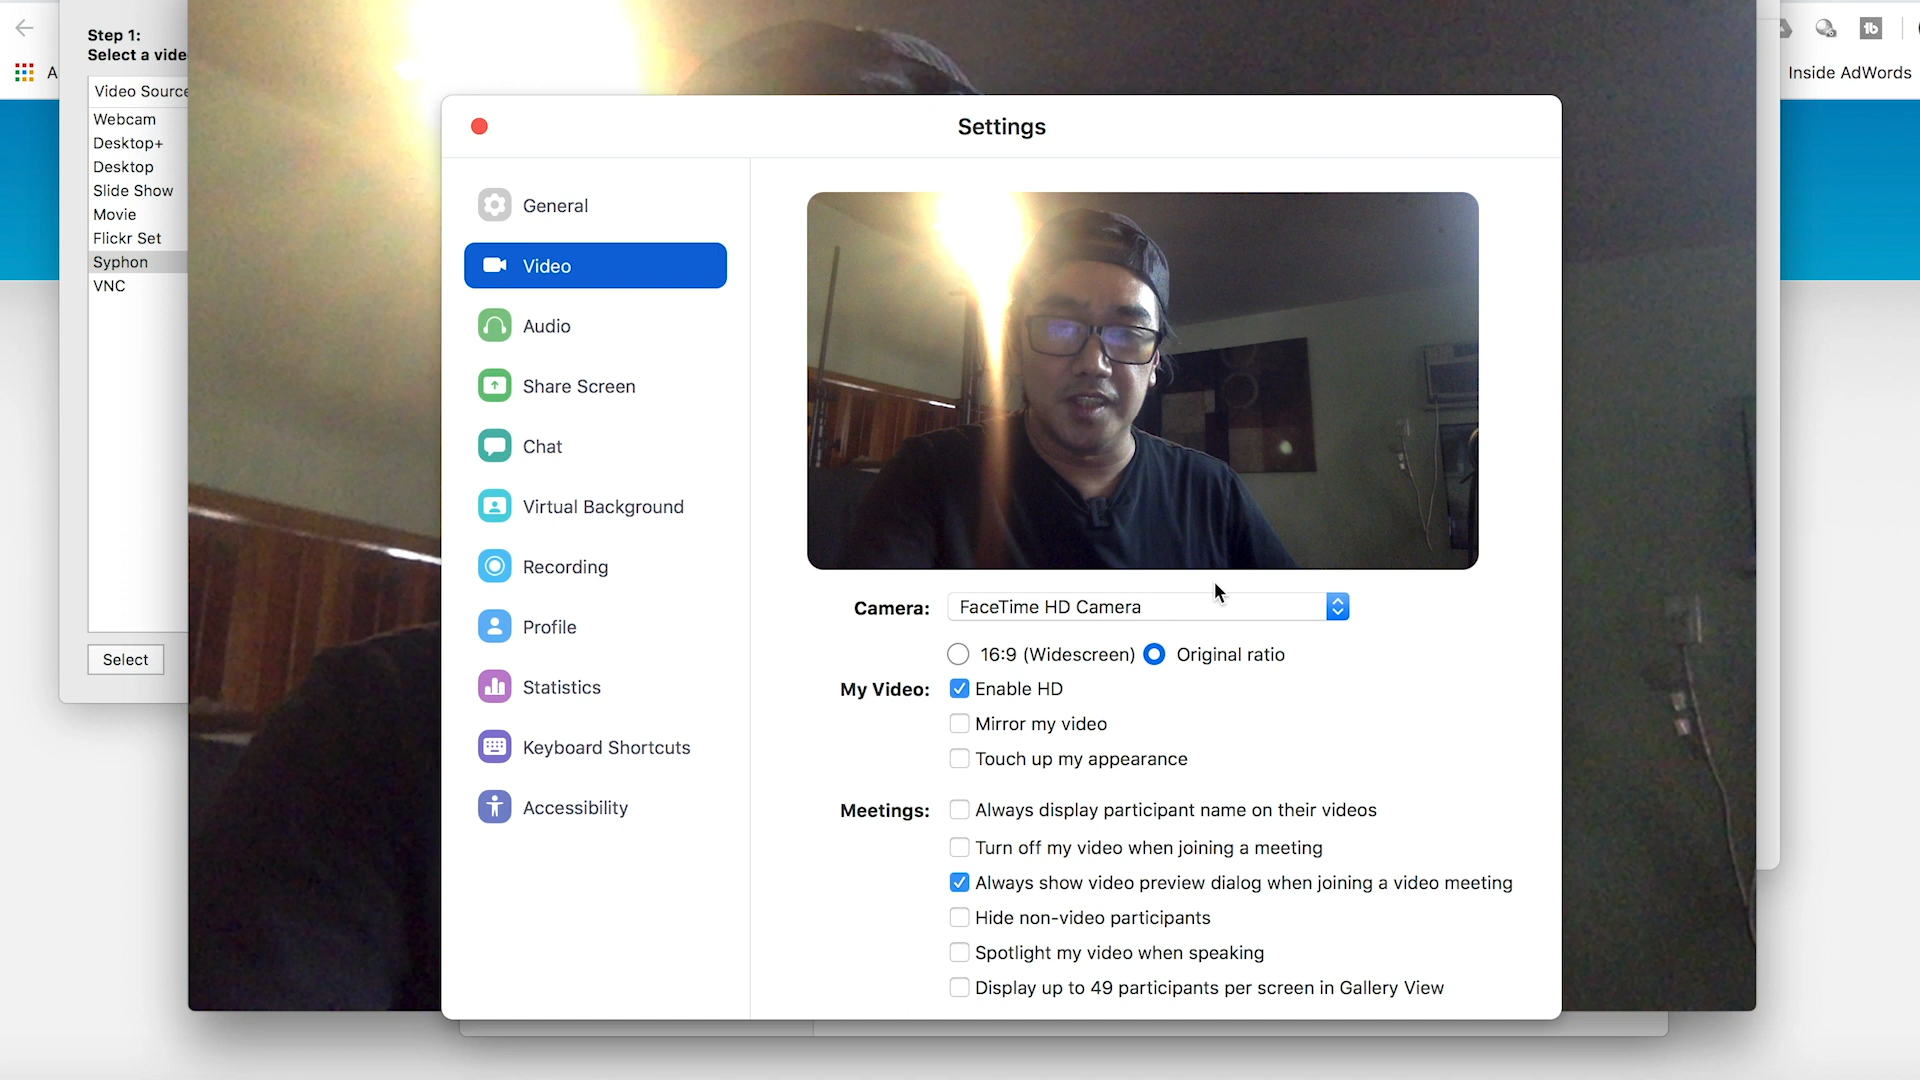 Step 1:
Select a vide
A
Inside AdWords
tb
Video Source
Webcam
Desktop+
Desktop
Slide Show
Movie
Flickr Set
Syphon
VNC
Select
Settings
General
Video
Audio
Share Screen
Chat
Virtual Background
Recording
Profile
Statistics
Keyboard Shortcuts
Accessibility
Camera: FaceTime HD Camera
16:9 (Widescreen) Original ratio
My Video: Enable HD
Mirror my video
Touch up my appearance
Meetings: Always display participant name on their videos
Turn off my video when joining a meeting
Always show video preview dialog when joining a video meeting
Hide non-video participants
Spotlight my video when speaking
Display up to 49 participants per screen in Gallery View